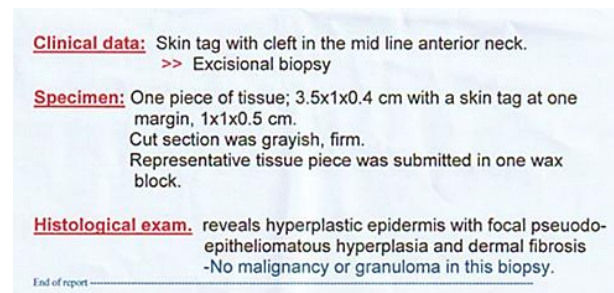 Clinical data: Skin tag with cleft in the mid line anterior neck.
>> Excisional biopsy
Specimen: One piece of tissue; 3.5x1x0.4 cm with a skin tag at one
margin, 1x1x0.5 cm.
Cut section was grayish, firm.
Representative tissue piece was submitted in one wax
block.
Histological exam. reveals hyperplastic epidermis with focal pseudo-
epitheliomatous hyperplasia and dermal fibrosis
-No malignancy or granuloma in this biopsy.
End of report